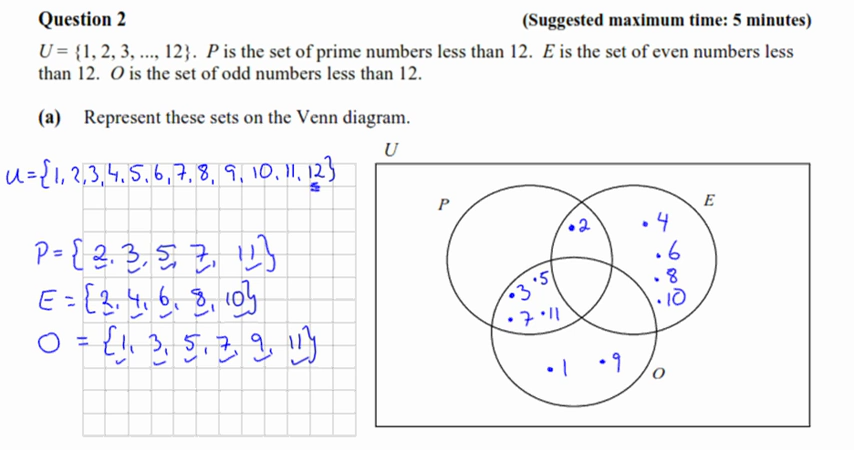 Question 2 (Suggested maximum time: 5 minutes)
U = {1, 2, 3, ..., 12}. P is the set of prime numbers less than 12. E is the set of even numbers less
than 12. O is the set of odd numbers less than 12.
(a) Represent these sets on the Venn diagram.
U
U={1,2,3,4,5,6,7,8,9,10,11,12}
P
E
P={2,3,5,7,11}
E={2,4,6,8,10}
O={1,3,5,7,9,11}
•2
•4
•6
•8
•10
•3 •5
•7 •11
•1 •9
O